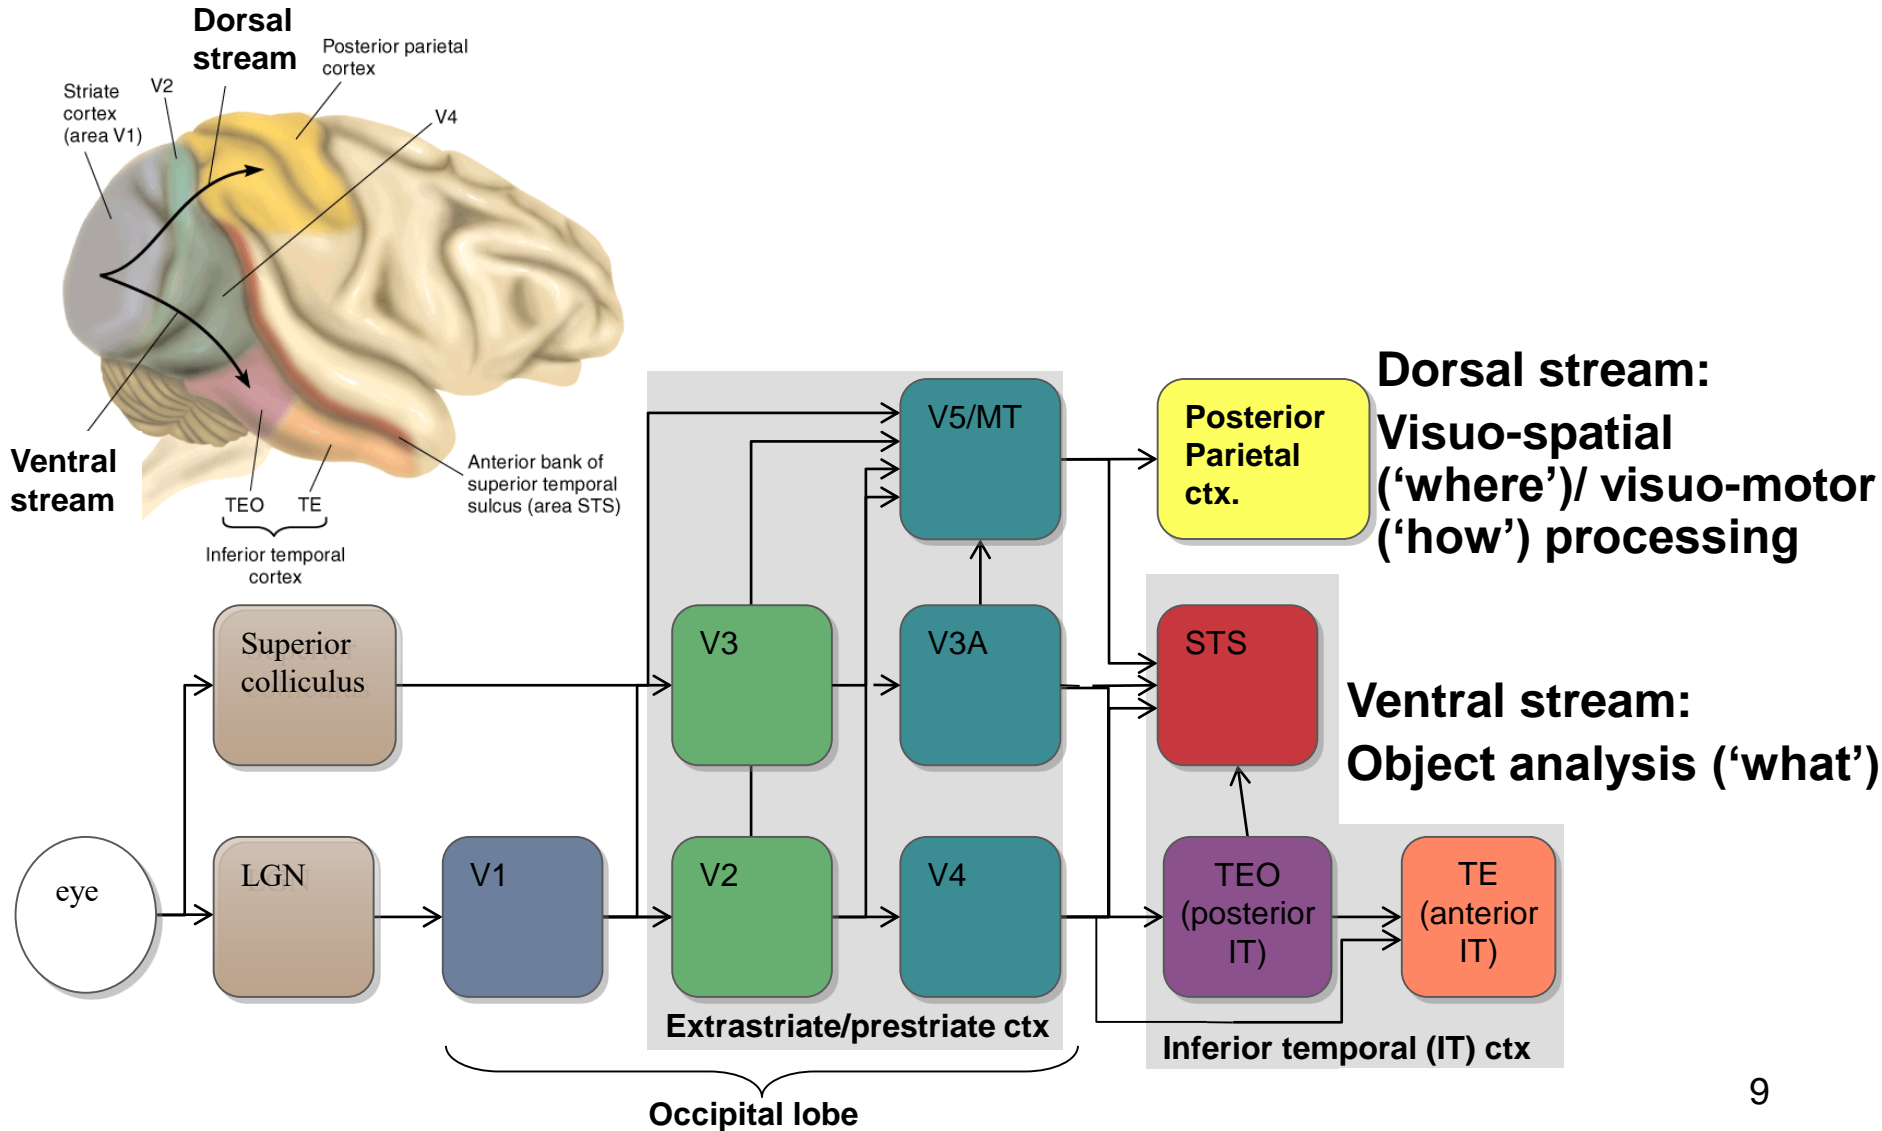 Dorsal
stream
Posterior parietal
cortex
V2
Striate
cortex
(area V1)
V4
Ventral
stream
Anterior bank of
superior temporal
sulcus (area STS)
TEO TE
Inferior temporal
cortex
V5/MT
Posterior
Parietal
ctx.
Dorsal stream:
Visuo-spatial
(‘where’)/ visuo-motor
(‘how’) processing
Superior
colliculus
V3
V3A
STS
Ventral stream:
Object analysis (‘what’)
eye
LGN
V1
V2
V4
TEO
(posterior
IT)
TE
(anterior
IT)
Extrastriate/prestriate ctx
Inferior temporal (IT) ctx
Occipital lobe
9